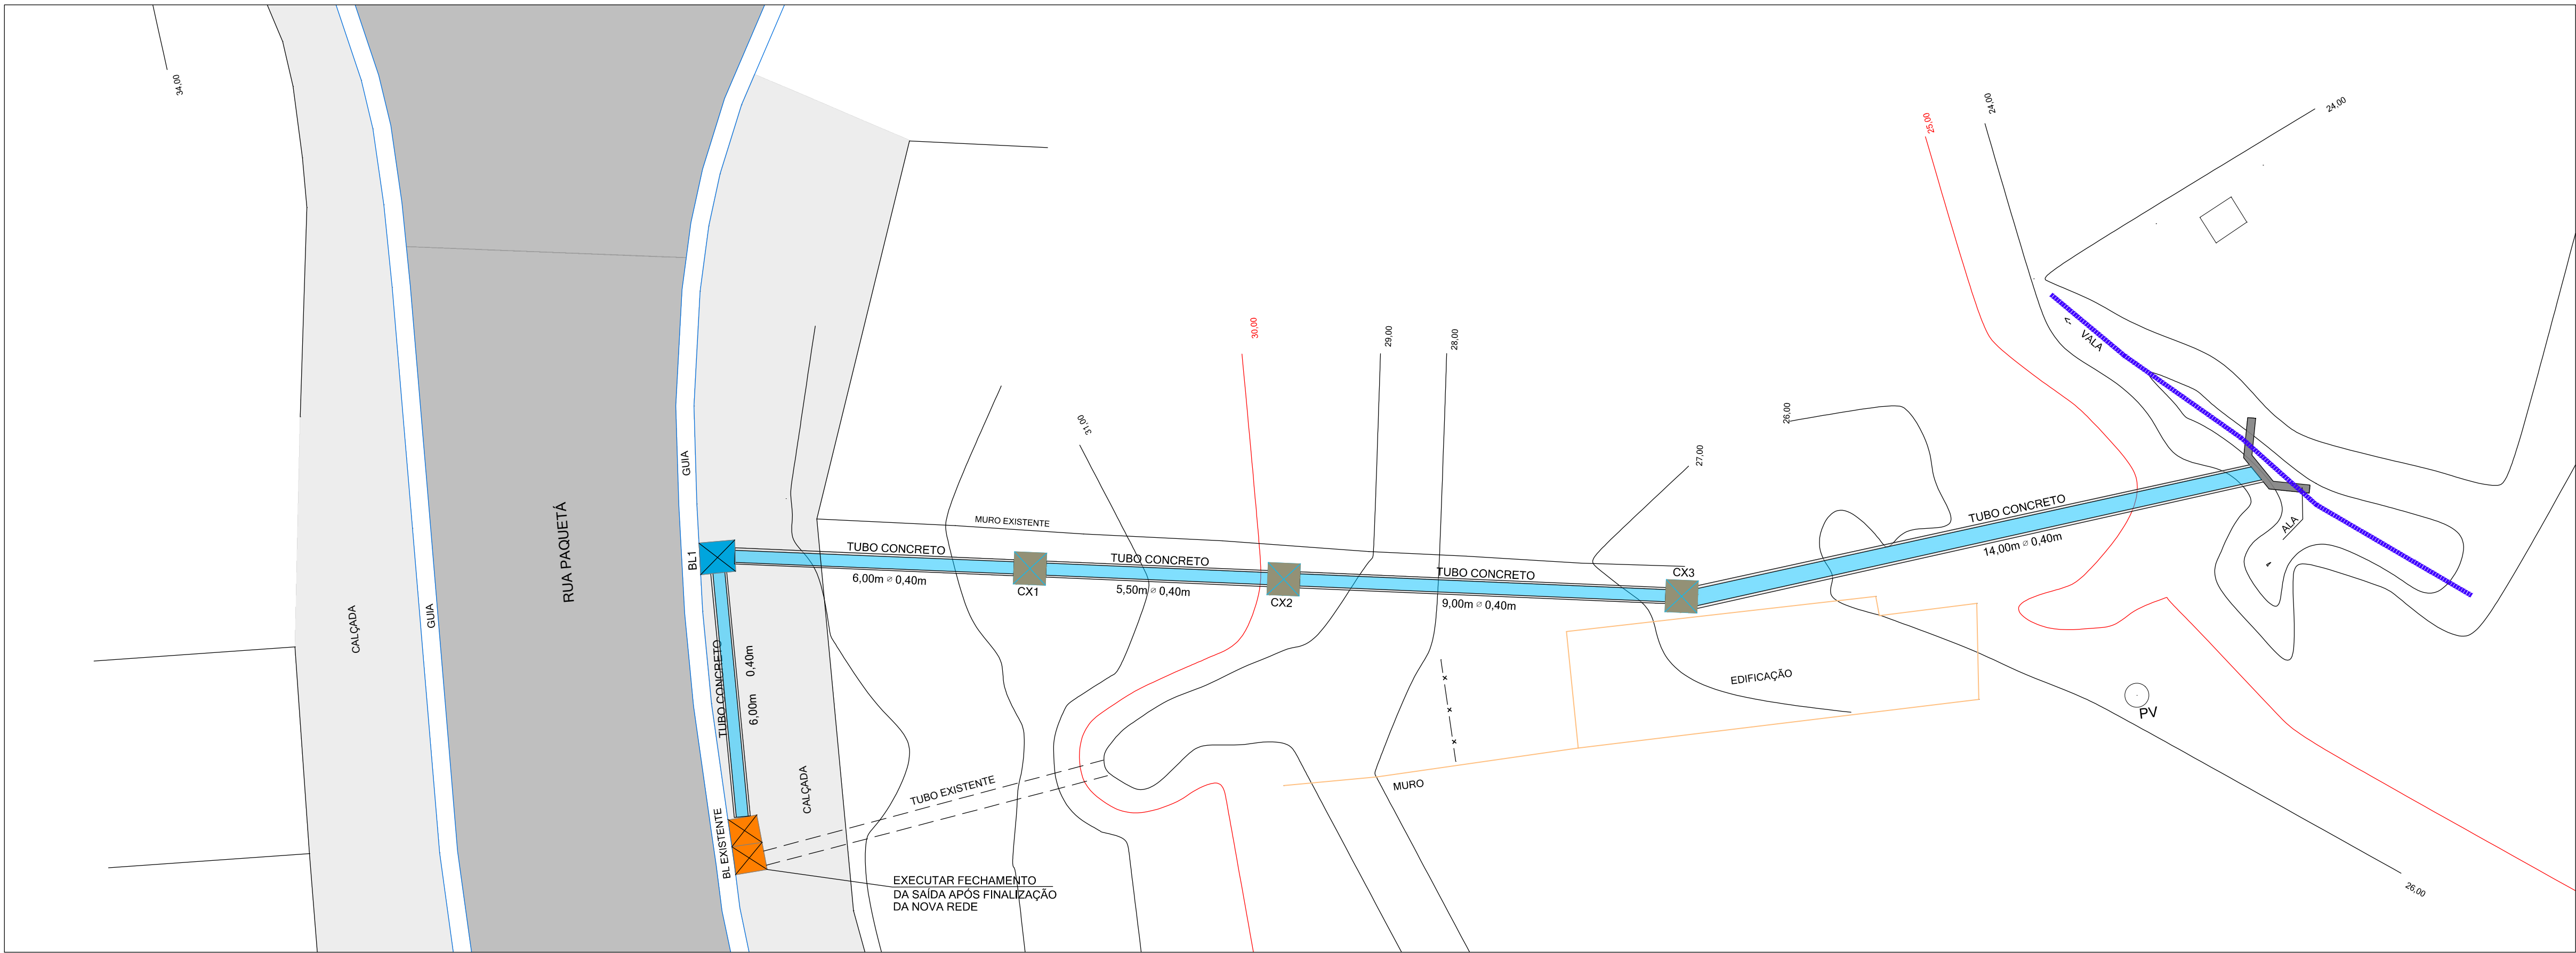 34,00
24,00
24,00
25,00
30,00
29,00
28,00
31,00
26,00
27,00
VALA
GUIA
RUA PAQUETÁ
MURO EXISTENTE
BL1
TUBO CONCRETO
6,00m ⌀ 0,40m
CX1
TUBO CONCRETO
5,50m ⌀ 0,40m
CX2
TUBO CONCRETO
9,00m ⌀ 0,40m
CX3
TUBO CONCRETO
14,00m ⌀ 0,40m
ALA
CALÇADA
GUIA
TUBO CONCRETO
6,00m 0,40m
EDIFICAÇÃO
PV
CALÇADA
TUBO EXISTENTE
MURO
BL EXISTENTE
EXECUTAR FECHAMENTO
DA SAÍDA APÓS FINALIZAÇÃO
DA NOVA REDE
26,00